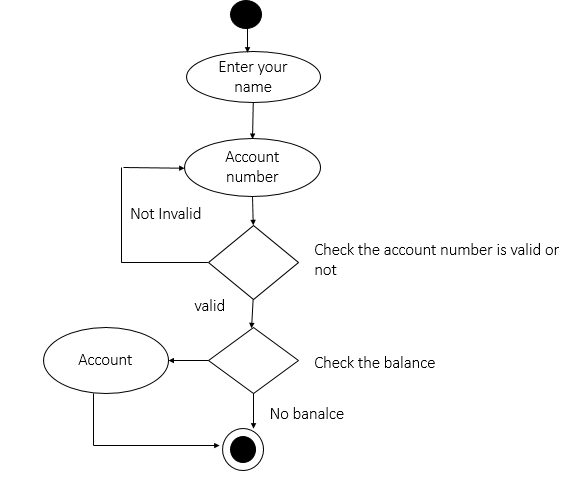 Enter your
name
Account
number
Not Invalid
Check the account number is valid or
not
valid
Account
Check the balance
No banalce